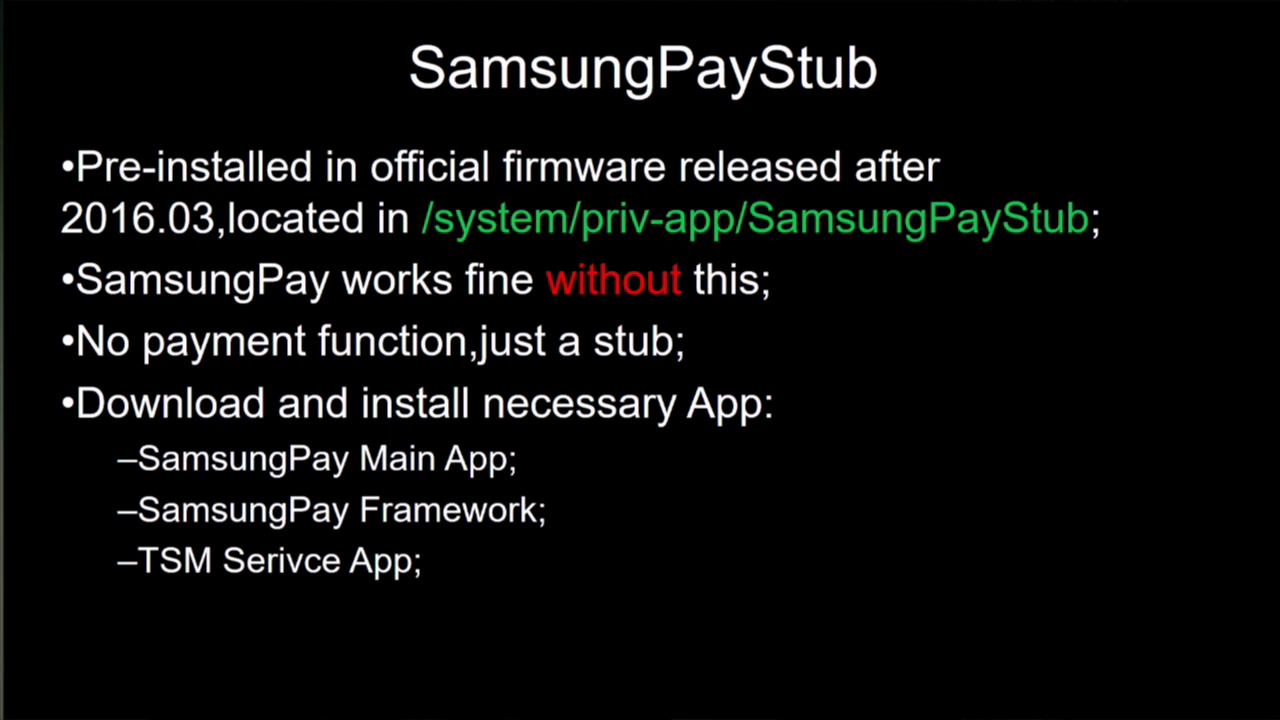 SamsungPayStub
•Pre-installed in official firmware released after
2016.03,located in /system/priv-app/SamsungPayStub;
•SamsungPay works fine without this;
•No payment function,just a stub;
•Download and install necessary App:
–SamsungPay Main App;
–SamsungPay Framework;
–TSM Serivce App;